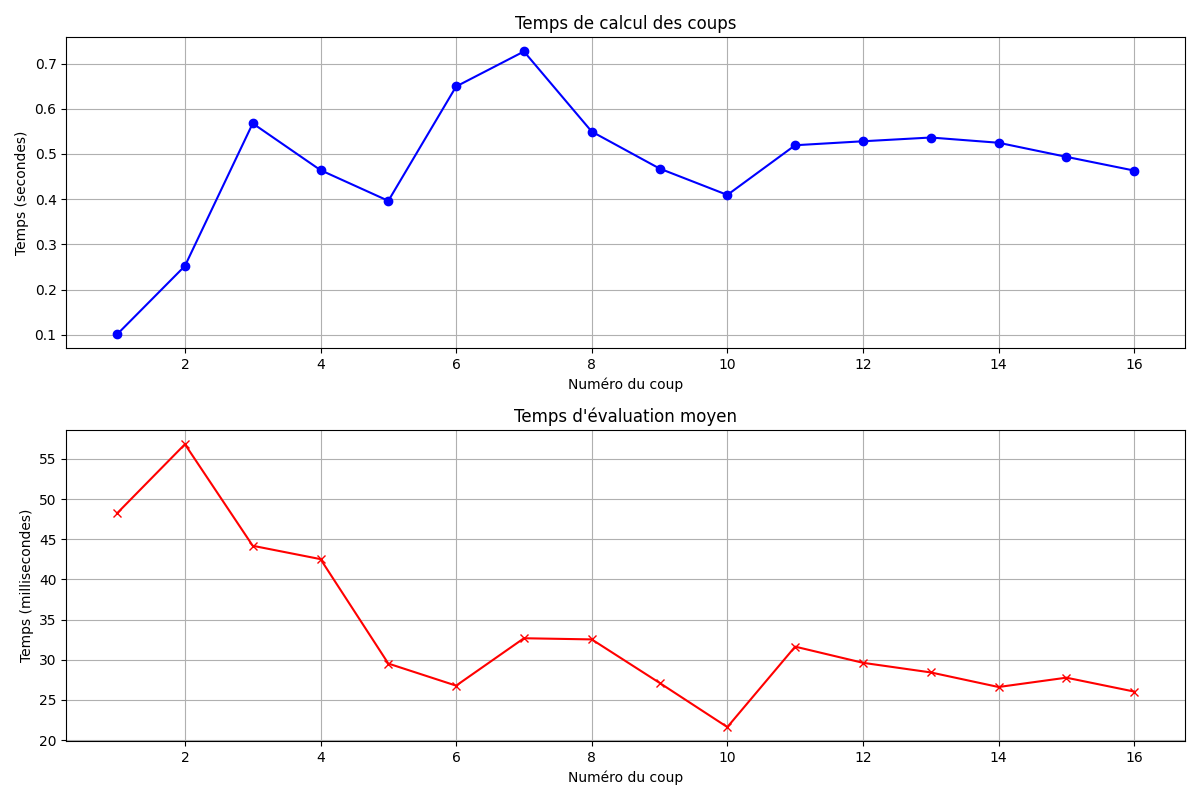 Temps de calcul des coups
0.7
0.6
0.5
0.4
0.3
0.2
0.1
Temps (secondes)
2 4 6 8 10 12 14 16
Numéro du coup
Temps d'évaluation moyen
55
50
45
40
35
30
25
20
Temps (millisecondes)
2 4 6 8 10 12 14 16
Numéro du coup